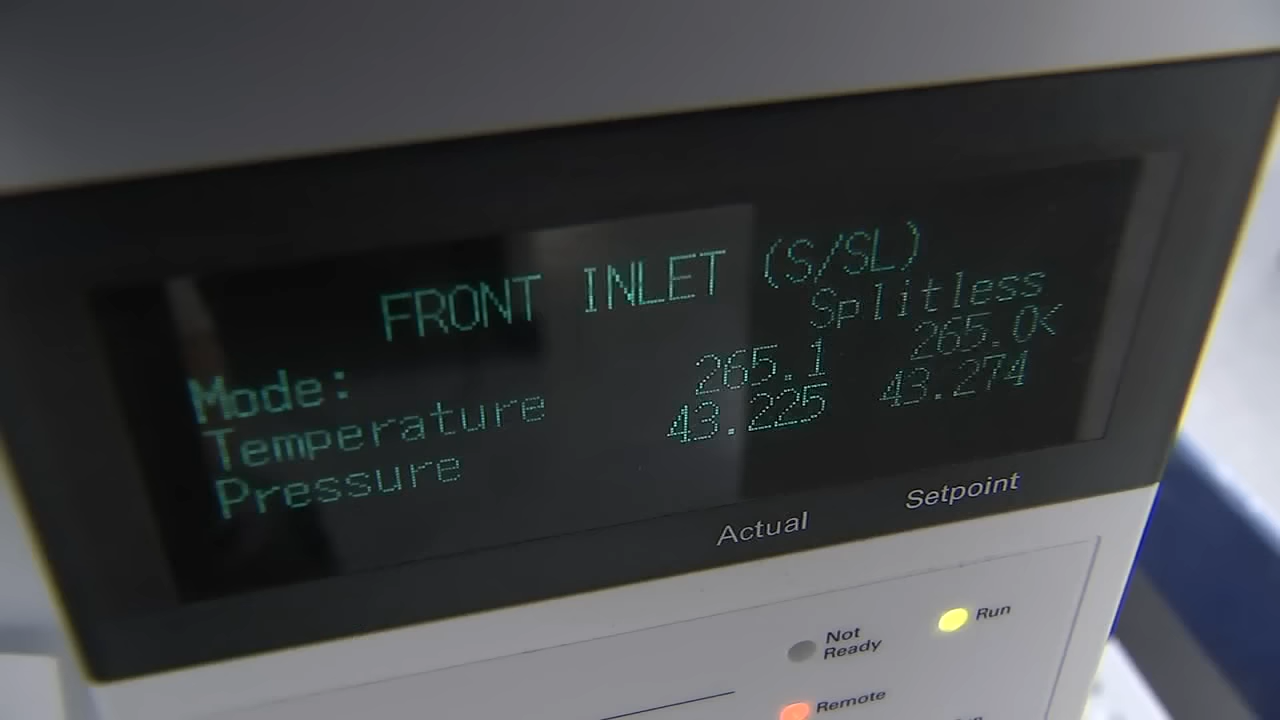 FRONT INLET (S/SL)
Mode: Splitless
Temperature 265.1 265.0<
Pressure 43.225 43.274
Actual Setpoint
Not Ready
Run
Remote